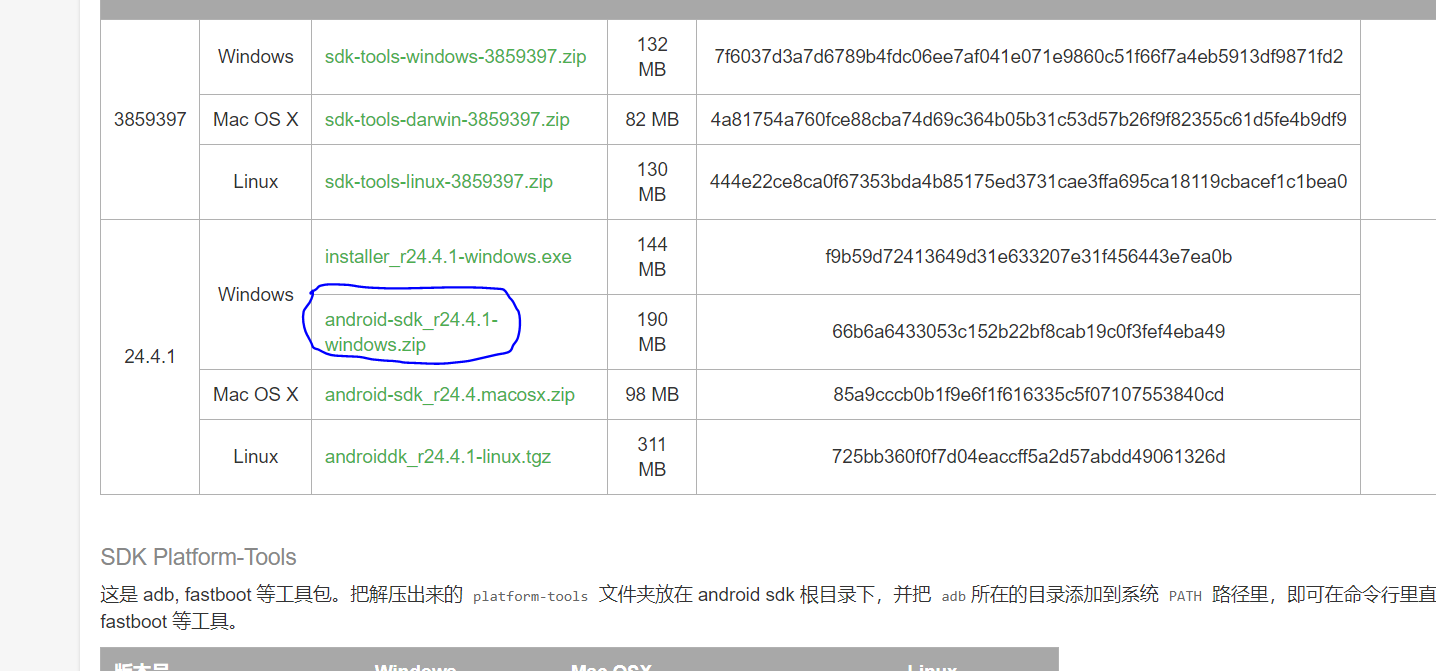 3859397
Windows
sdk-tools-windows-3859397.zip
132
MB
7f6037d3a7d6789b4fdc06ee7af041e071e9860c51f66f7a4eb5913df9871fd2
Mac OS X
sdk-tools-darwin-3859397.zip
82 MB
4a81754a760fce88cba74d69c364b05b31c53d57b26f9f82355c61d5fe4b9df9
Linux
sdk-tools-linux-3859397.zip
130
MB
444e22ce8ca0f67353bda4b85175ed3731cae3ffa695ca18119cbacef1c1bea0
24.4.1
Windows
installer_r24.4.1-windows.exe
144
MB
f9b59d72413649d31e633207e31f456443e7ea0b
android-sdk_r24.4.1-
windows.zip
190
MB
66b6a6433053c152b22bf8cab19c0f3fef4eba49
Mac OS X
android-sdk_r24.4.macosx.zip
98 MB
85a9cccb0b1f9e6f1f616335c5f07107553840cd
Linux
androiddk_r24.4.1-linux.tgz
311
MB
725bb360f0f7d04eaccff5a2d57abdd49061326d
SDK Platform-Tools
这是 adb, fastboot 等工具包。把解压出来的 platform-tools 文件夹放在 android sdk 根目录下，并把 adb 所在的目录添加到系统 PATH 路径里，即可在命令行里直
fastboot 等工具。
版本号 Windows Mac OSX Linux